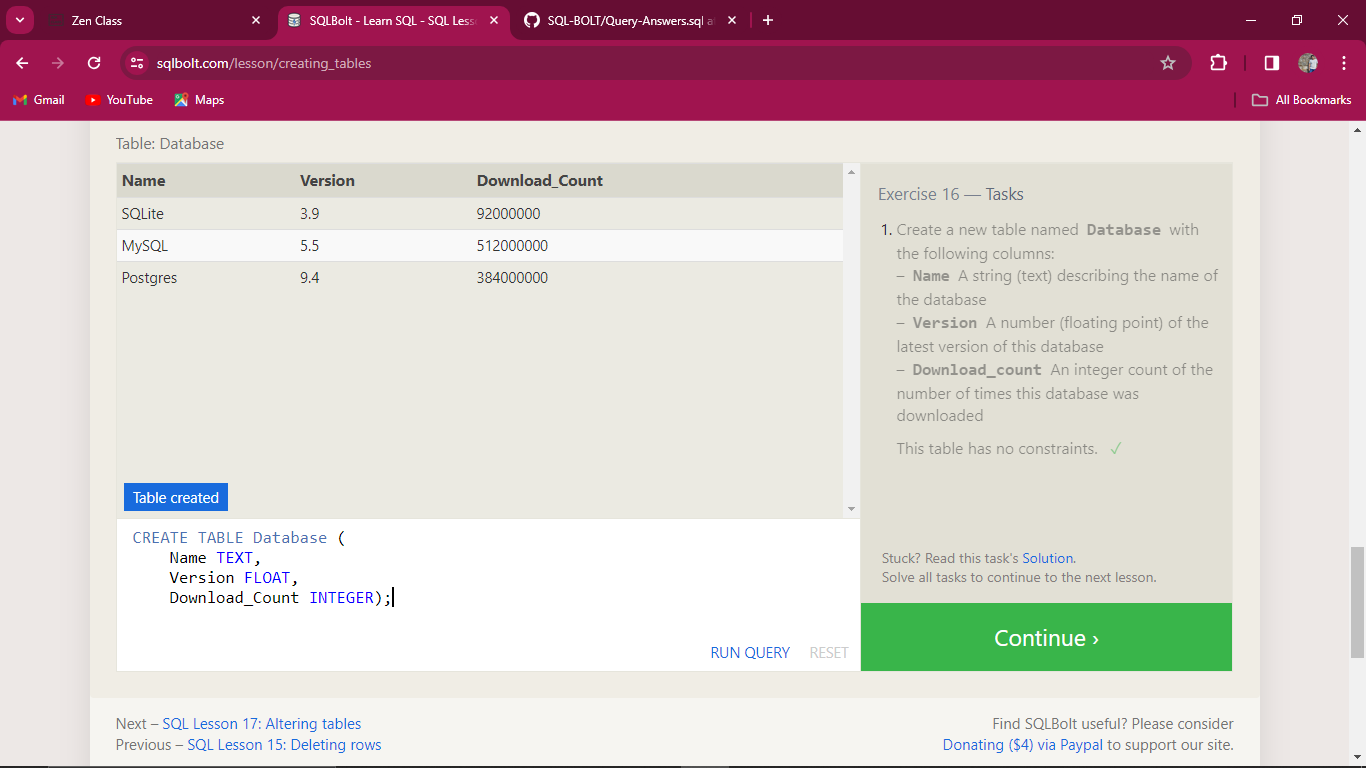 Zen Class
SQLBolt - Learn SQL - SQL Less
SQL-BOLT/Query-Answers.sql a
sqlbolt.com/lesson/creating_tables
Gmail
YouTube
Maps
All Bookmarks
Table: Database
Name Version Download_Count
SQLite 3.9 92000000
MySQL 5.5 512000000
Postgres 9.4 384000000
Table created
CREATE TABLE Database (
Name TEXT,
Version FLOAT,
Download_Count INTEGER);
RUN QUERY RESET
Exercise 16 — Tasks
1. Create a new table named Database with
the following columns:
– Name A string (text) describing the name of
the database
– Version A number (floating point) of the
latest version of this database
– Download_count An integer count of the
number of times this database was
downloaded
This table has no constraints. ✓
Stuck? Read this task's Solution.
Solve all tasks to continue to the next lesson.
Continue ›
Next – SQL Lesson 17: Altering tables
Previous – SQL Lesson 15: Deleting rows
Find SQLBolt useful? Please consider
Donating ($4) via Paypal to support our site.